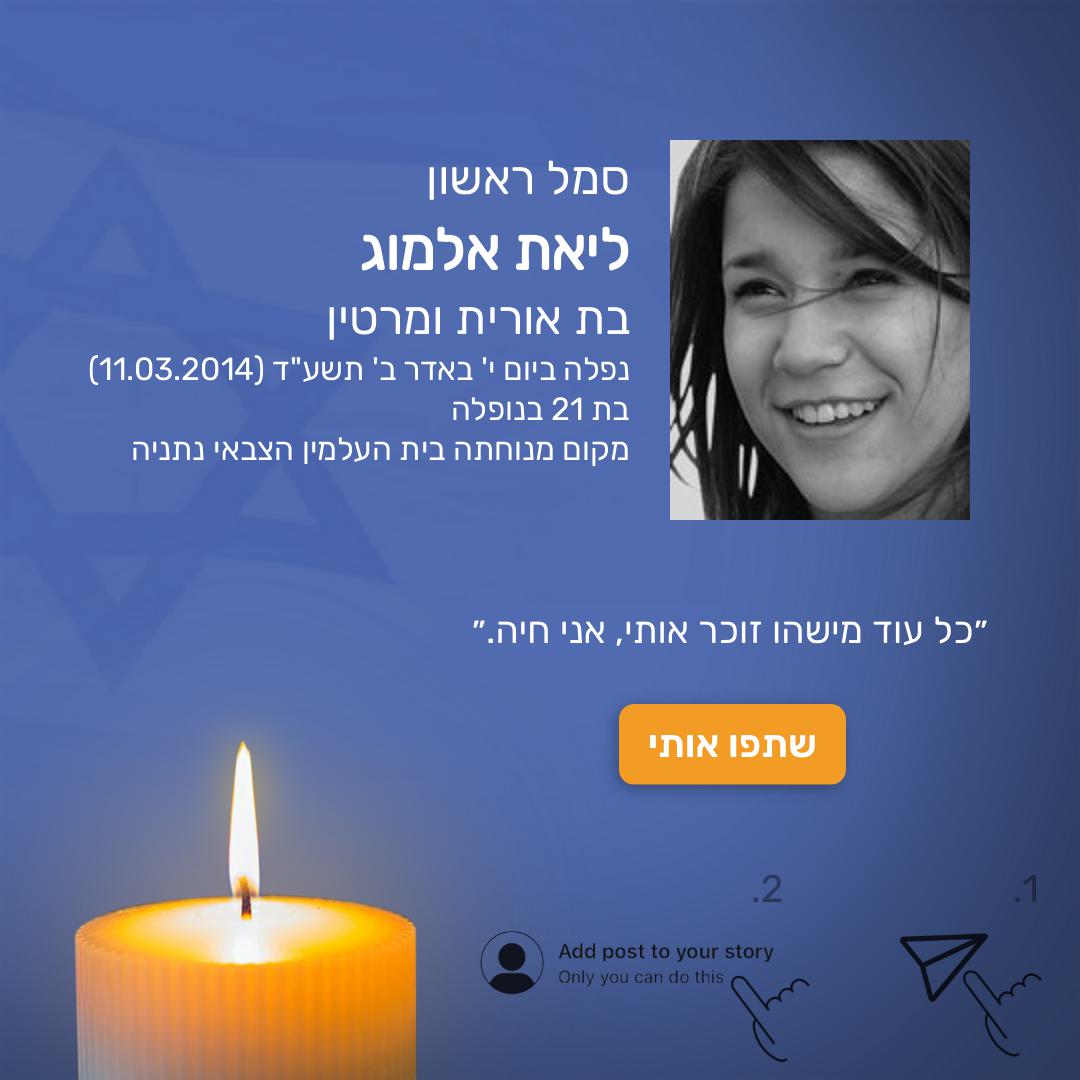 סמל ראשון
ליאת אלמוג
בת אורית ומרטין
נפלה ביום י' באדר ב' תשע"ד (11.03.2014)
בת 21 בנופלה
מקום מנוחתה בית העלמין הצבאי נתניה
״כל עוד מישהו זוכר אותי, אני חיה.״
שתפו אותי
1.
2.
Add post to your story
Only you can do this